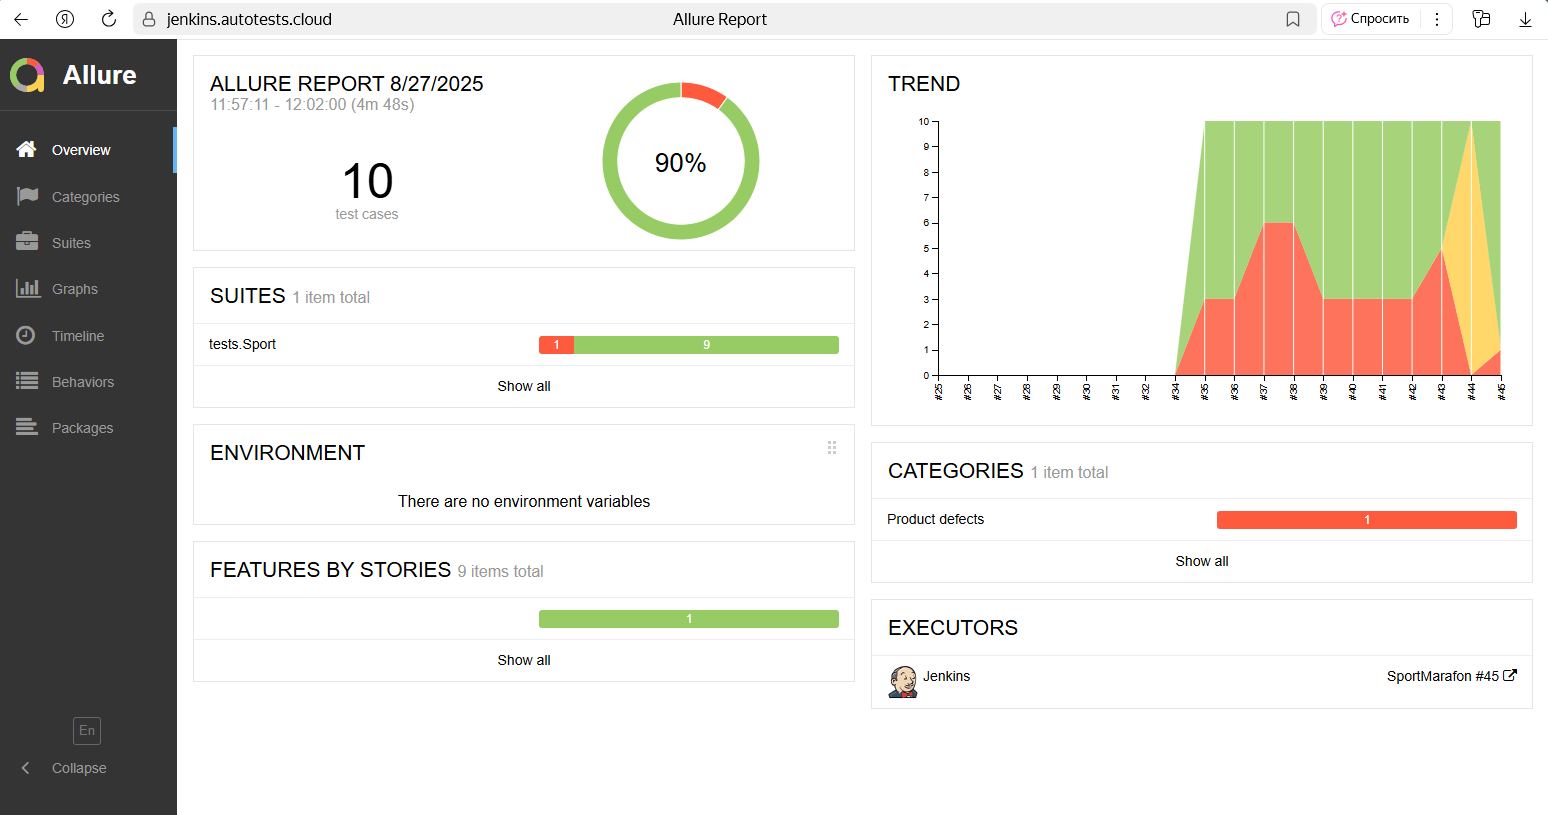 jenkins.autotests.cloud
Allure Report
Спросить
Allure
Overview
Categories
Suites
Graphs
Timeline
Behaviors
Packages
En
Collapse
ALLURE REPORT 8/27/2025
11:57:11 - 12:02:00 (4m 48s)
10
test cases
90%
SUITES 1 item total
tests.Sport 1 9
Show all
ENVIRONMENT
There are no environment variables
FEATURES BY STORIES 9 items total
1
Show all
TREND
10
9
8
7
6
5
4
3
2
1
0
#25 #26 #27 #28 #29 #30 #31 #32 #34 #35 #36 #37 #38 #39 #40 #41 #42 #43 #44 #45
CATEGORIES 1 item total
Product defects 1
Show all
EXECUTORS
Jenkins SportMarafon #45